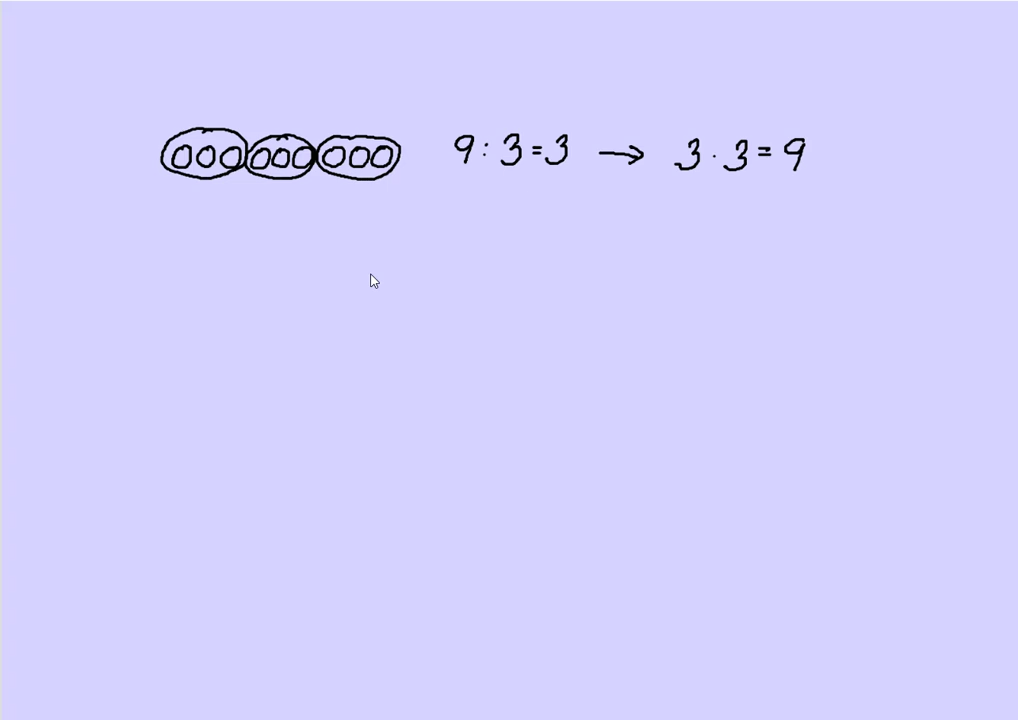 9 : 3 = 3 → 3 · 3 = 9